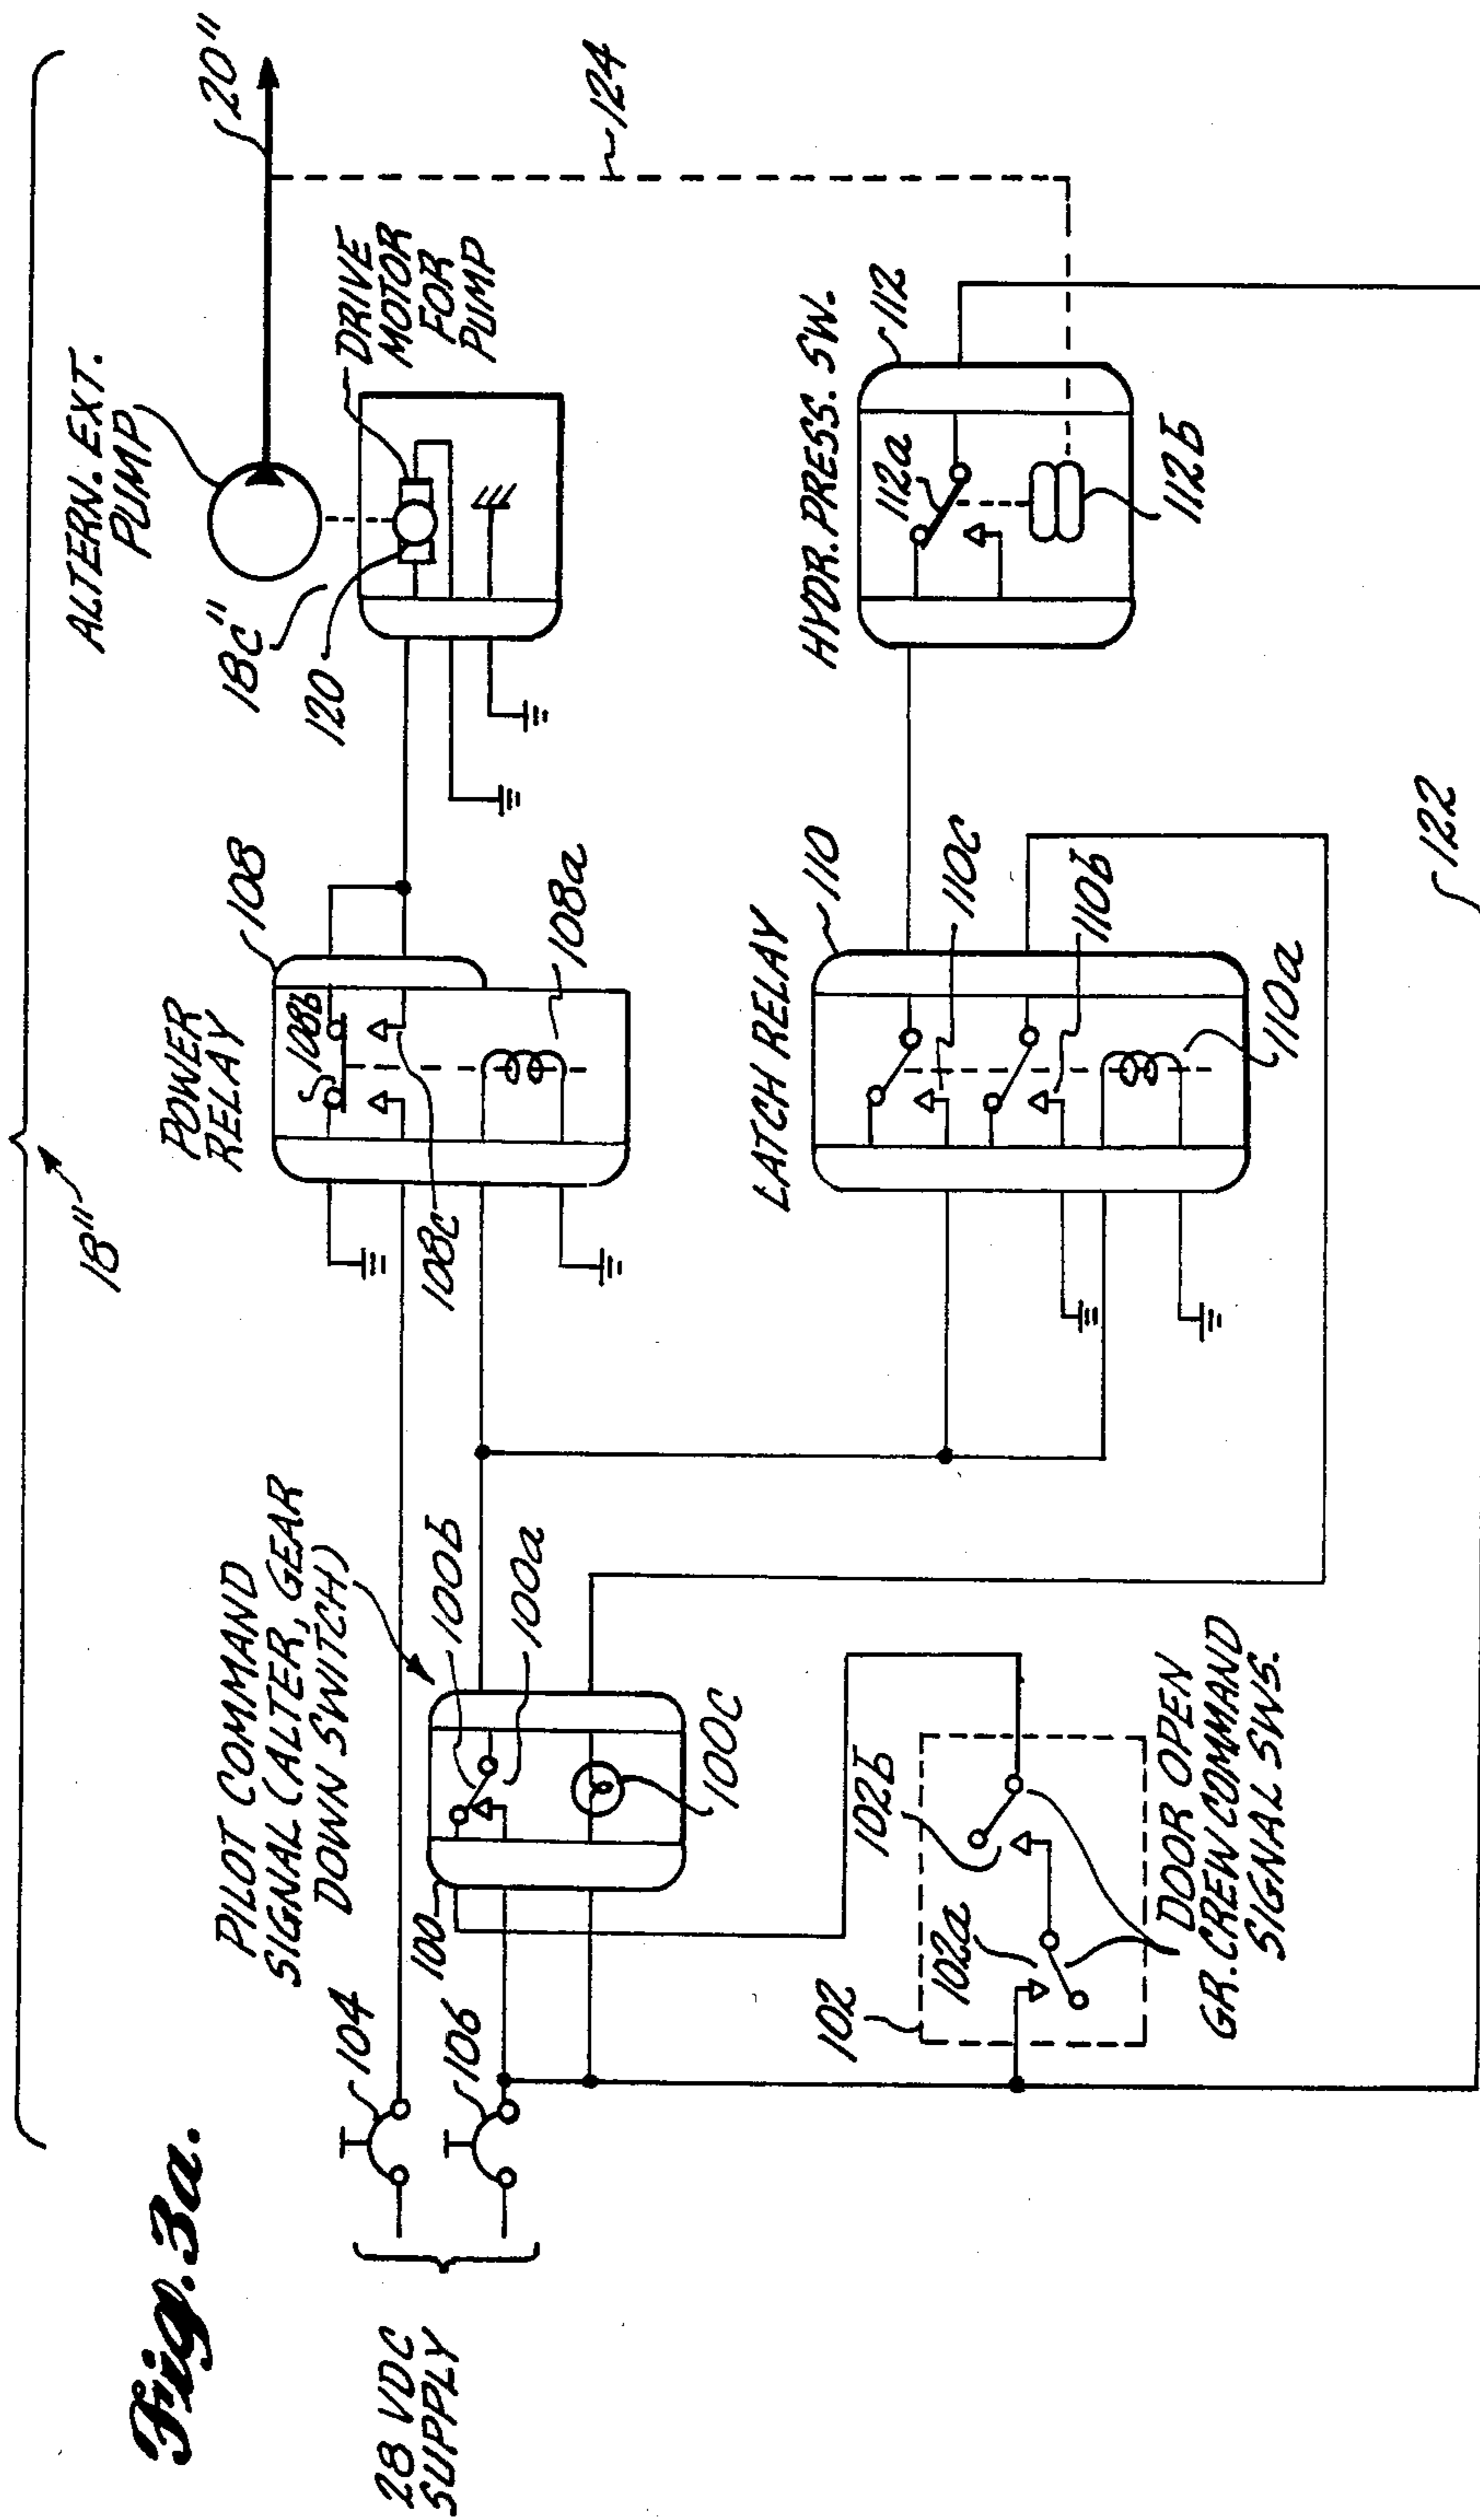 Fig. 3a.
18"
28 VDC
SUPPLY
104
106
PILOT COMMAND
SIGNAL (ALTER, GEAR
DOWN SWITCH)
100
100b
100a
100c
POWER
RELAY
108
108b
108a
108c
ALTERN. EXT.
PUMP
18c"
20"
120
DRIVE
MOTOR
FOR
PUMP
124
102
102a
102b
DOOR OPEN
GR. CREW COMMAND
SIGNAL SWS.
LATCH RELAY
110
110c
110b
110a
HYDR. PRESS. SW.
112
112a
112b
122